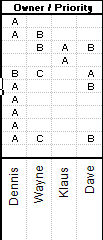 Owner / Priority
A
A B
B A B
A
B C A
A B
A
A
A
A C B
Dennis Wayne Klaus Dave